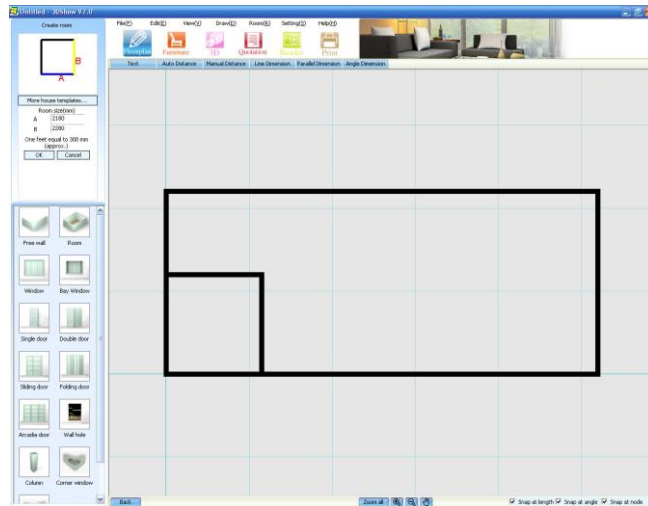 Untitled - 3DShow V7.0
File(F) Edit(E) View(V) Draw(D) Room(R) Setting(S) Help(H)
Create room
B
A
Floorplan Furniture 3D Quotation Render Print
Text Auto Distance Manual Distance Line Dimension Parallel Dimension Angle Dimension
More house templates...
Room size(mm)
A 2160
B 2260
One feet equal to 300 mm
(approx.)
OK Cancel
Free wall Room
Window Bay Window
Single door Double door
Sliding door Folding door
Arcadia door Wall hole
Column Corner window
Back Zoom all Snap at length Snap at angle Snap at node